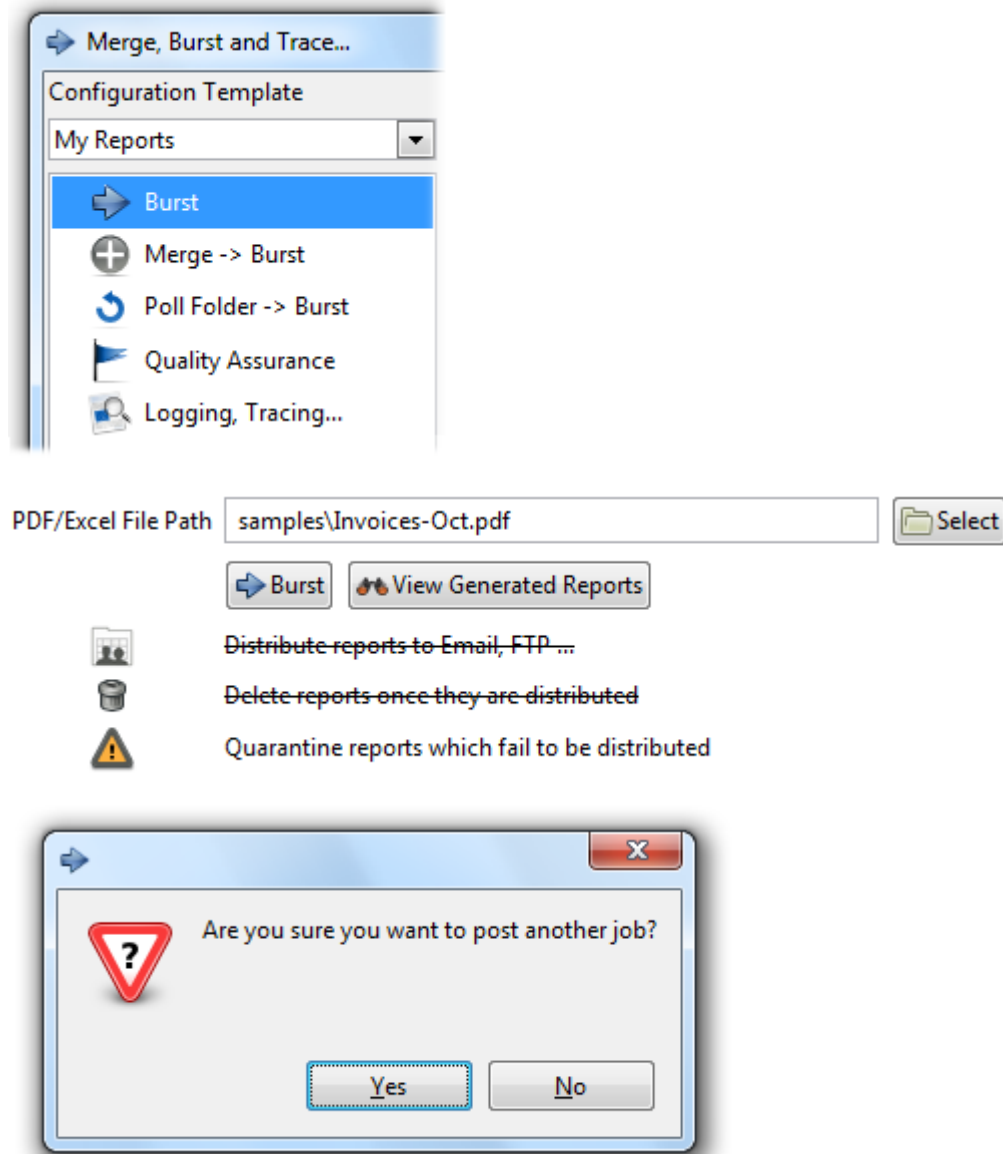 Merge, Burst and Trace...
Configuration Template
My Reports
Burst
Merge -> Burst
Poll Folder -> Burst
Quality Assurance
Logging, Tracing...
PDF/Excel File Path samples\Invoices-Oct.pdf Select
Burst View Generated Reports
Distribute reports to Email, FTP ...
Delete reports once they are distributed
Quarantine reports which fail to be distributed
Are you sure you want to post another job?
Yes No